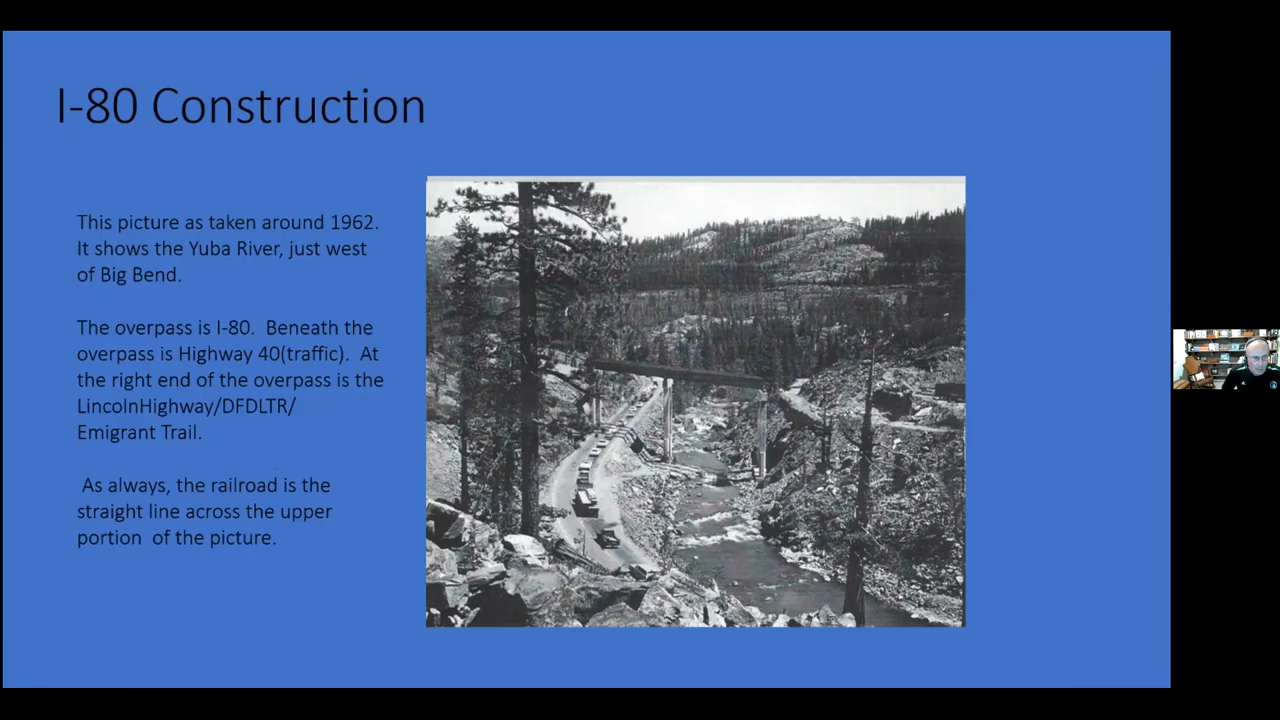 I-80 Construction
This picture as taken around 1962.
It shows the Yuba River, just west
of Big Bend.
The overpass is I-80.  Beneath the
overpass is Highway 40(traffic).  At
the right end of the overpass is the
LincolnHighway/DFDLTR/
Emigrant Trail.
As always, the railroad is the
straight line across the upper
portion  of the picture.